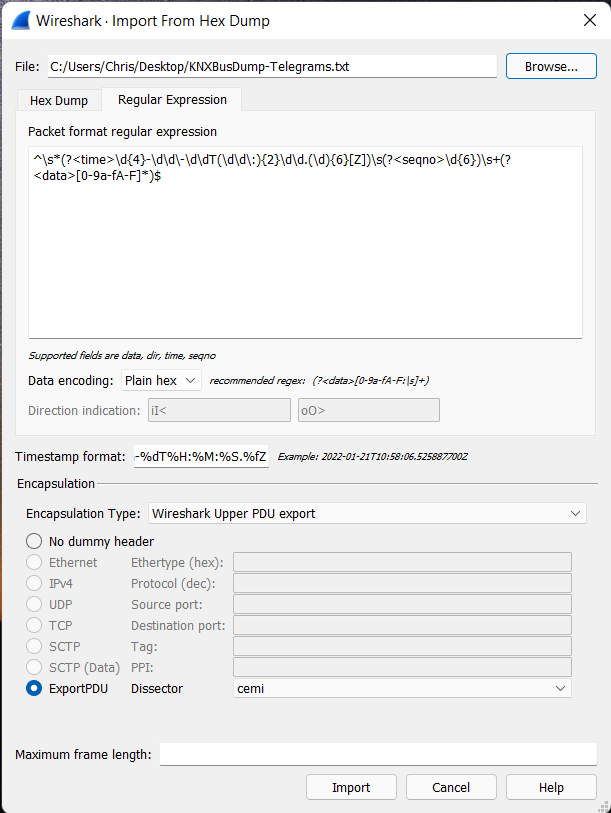 Wireshark · Import From Hex Dump
File: C:/Users/Chris/Desktop/KNXBusDump-Telegrams.txt Browse...
Hex Dump Regular Expression
Packet format regular expression
^\s*(?<time>\d{4}-\d\d\-\d\dT(\d\d\:){2}\d\d.(\d){6}[Z])\s(?<seqno>\d{6})\s+(?
<data>[0-9a-fA-F]*)$
Supported fields are data, dir, time, seqno
Data encoding: Plain hex recommended regex: (?<data>[0-9a-fA-F:|s]+)
Direction indication: iI< oO>
Timestamp format: -%dT%H:%M:%S.%fZ Example: 2022-01-21T10:58:06.525887700Z
Encapsulation
Encapsulation Type: Wireshark Upper PDU export
No dummy header
Ethernet Ethertype (hex):
IPv4 Protocol (dec):
UDP Source port:
TCP Destination port:
SCTP Tag:
SCTP (Data) PPI:
ExportPDU Dissector cemi
Maximum frame length:
Import Cancel Help